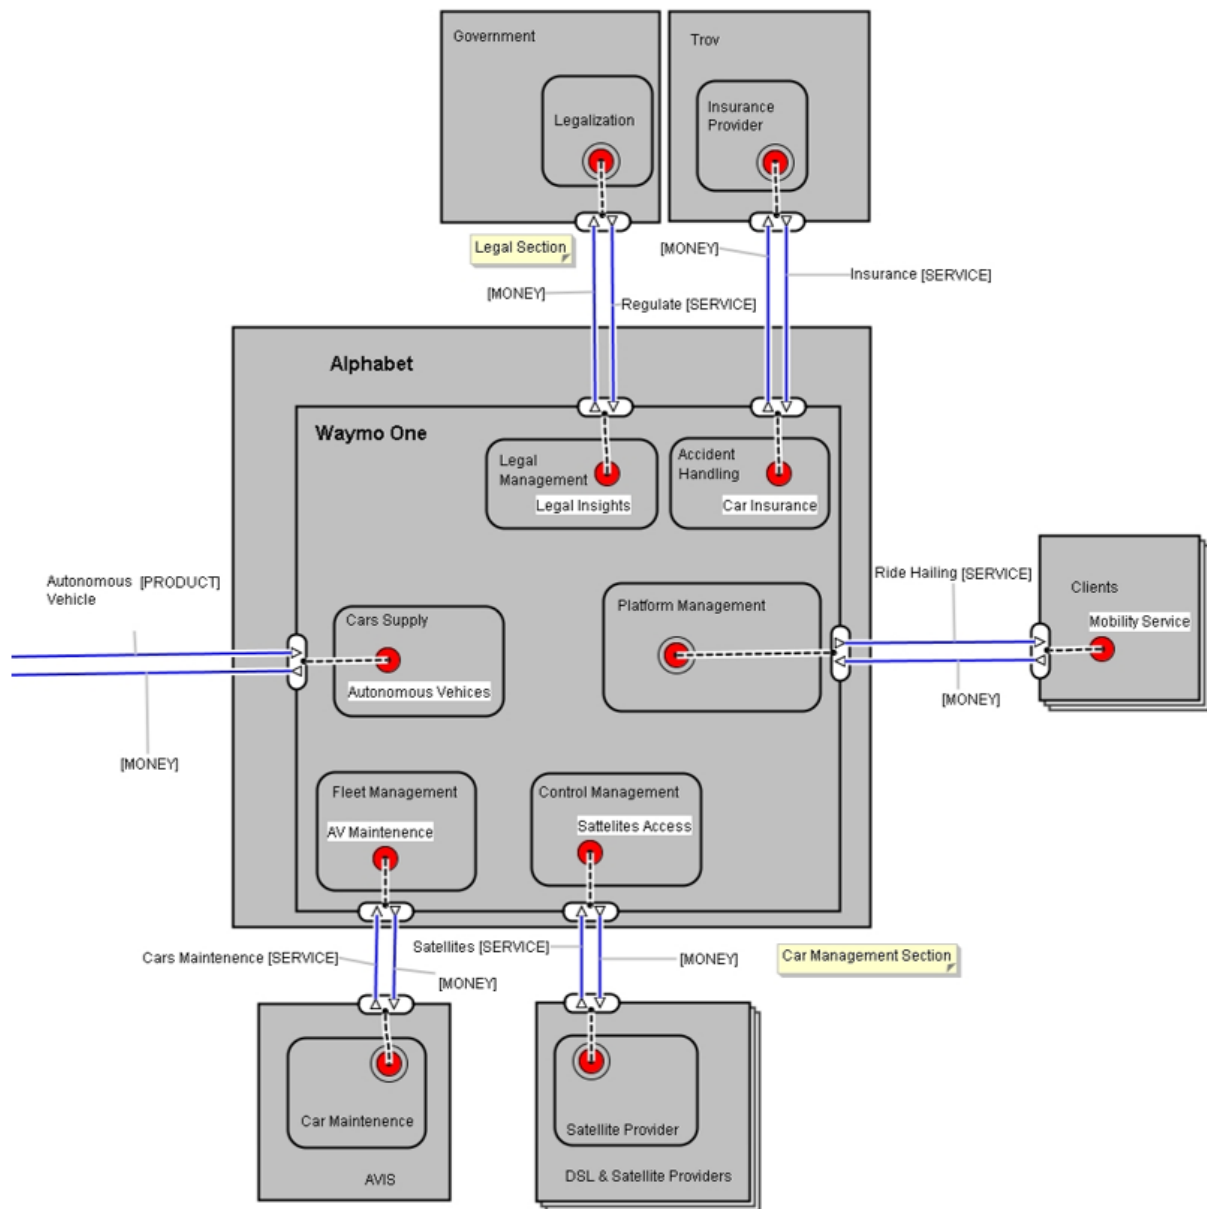 Government
Trov
Legalization
Insurance
Provider
Legal Section
[MONEY]
Regulate [SERVICE]
[MONEY]
Insurance [SERVICE]
Alphabet
Waymo One
Legal
Management
Legal Insights
Accident
Handling
Car Insurance
Autonomous [PRODUCT]
Vehicle
[MONEY]
Cars Supply
Autonomous Vehices
Platform Management
Ride Hailing [SERVICE]
[MONEY]
Clients
Mobility Service
Fleet Management
AV Maintenence
Control Management
Sattelites Access
Cars Maintenence [SERVICE]
[MONEY]
Satellites [SERVICE]
[MONEY]
Car Management Section
Car Maintenence
AVIS
Satellite Provider
DSL & Satellite Providers